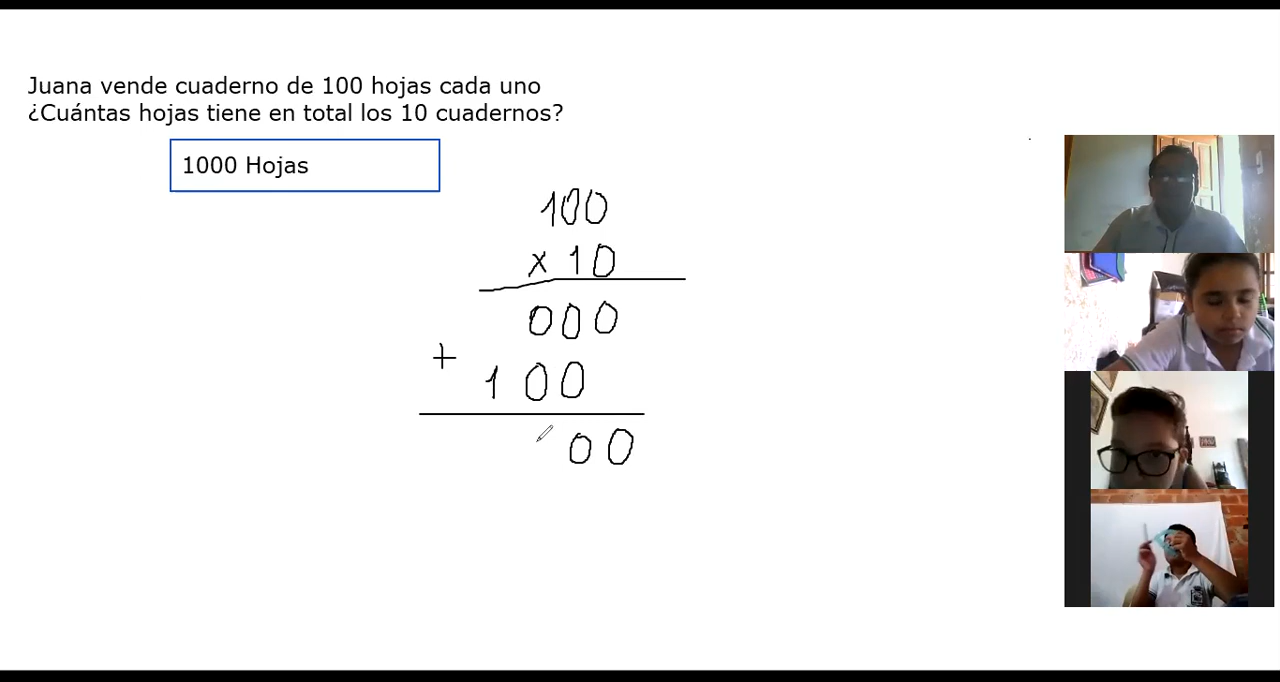 Juana vende cuaderno de 100 hojas cada uno
¿Cuántas hojas tiene en total los 10 cuadernos?
1000 Hojas
100
x 10
000
+
100
00